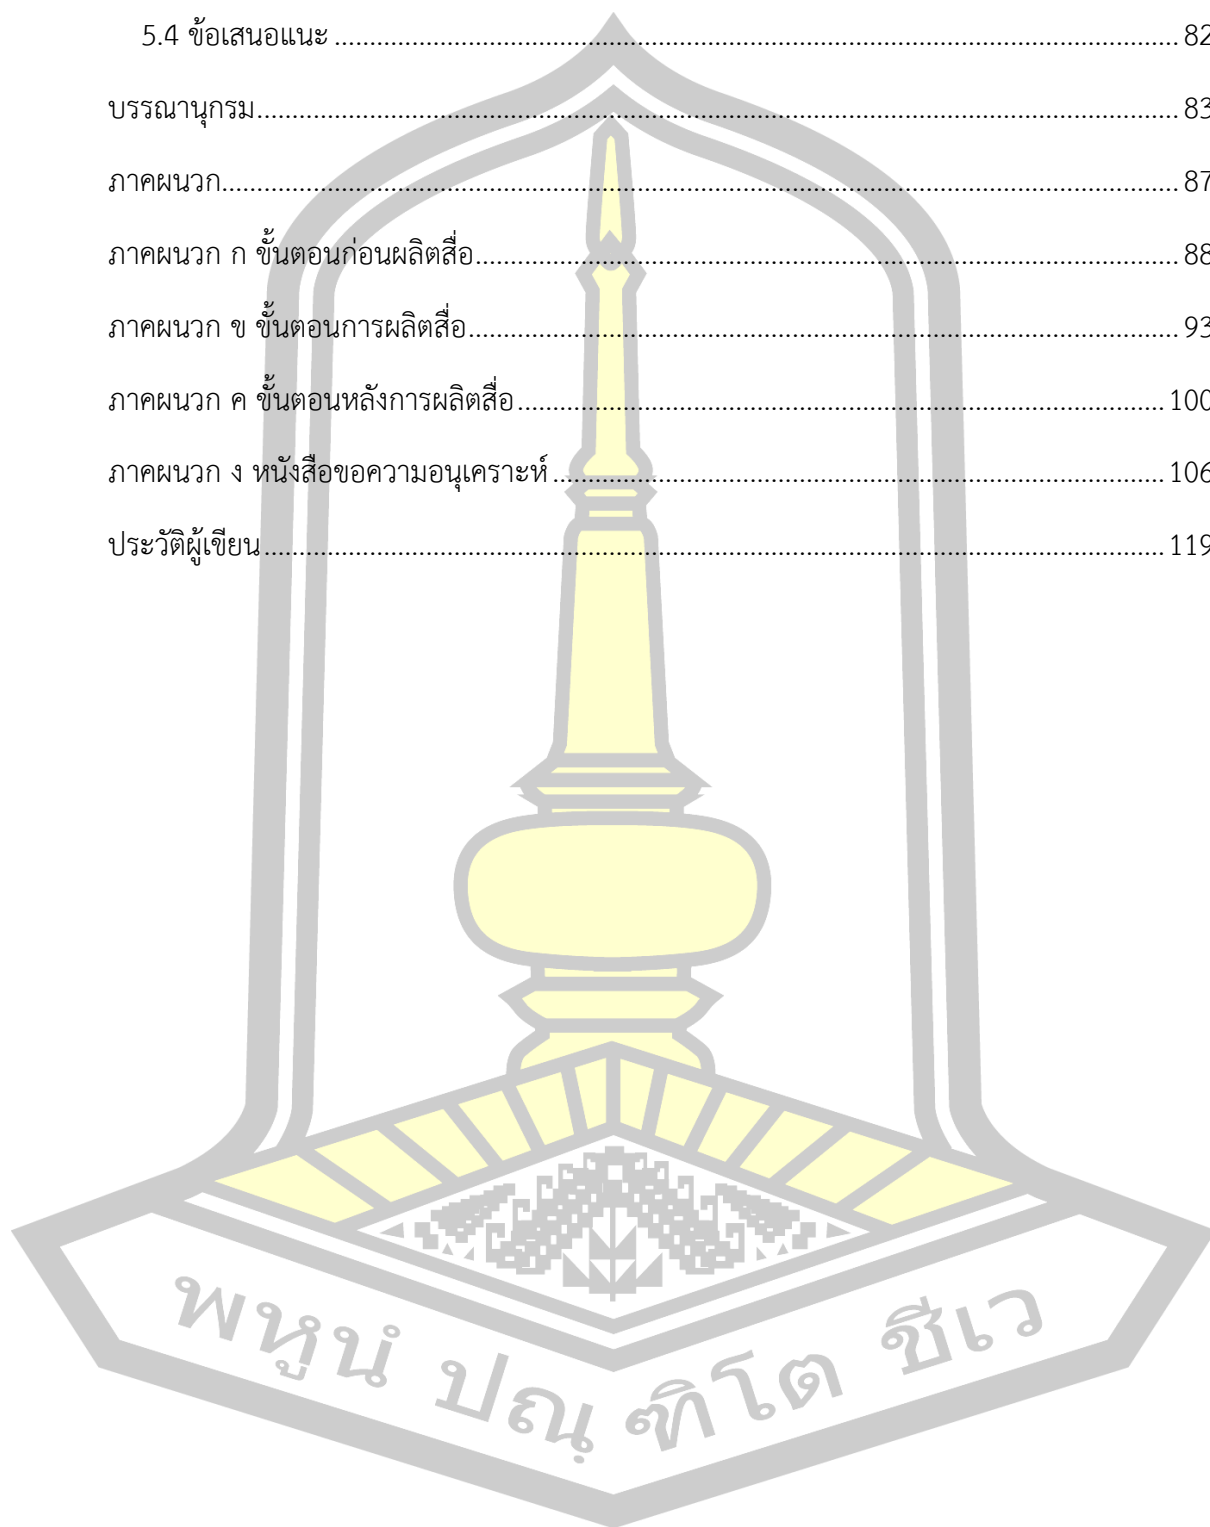 5.4 ข้อเสนอแนะ ........................................................................................................................ 82
บรรณานุกรม.................................................................................................................................... 83
ภาคผนวก......................................................................................................................................... 87
ภาคผนวก ก ขั้นตอนก่อนผลิตสื่อ.................................................................................................... 88
ภาคผนวก ข ขั้นตอนการผลิตสื่อ..................................................................................................... 93
ภาคผนวก ค ขั้นตอนหลังการผลิตสื่อ ............................................................................................ 100
ภาคผนวก ง หนังสือขอความอนุเคราะห์ ....................................................................................... 106
ประวัติผู้เขียน ................................................................................................................................ 119
พหูนํ ปณฺฑิโต ชีเว